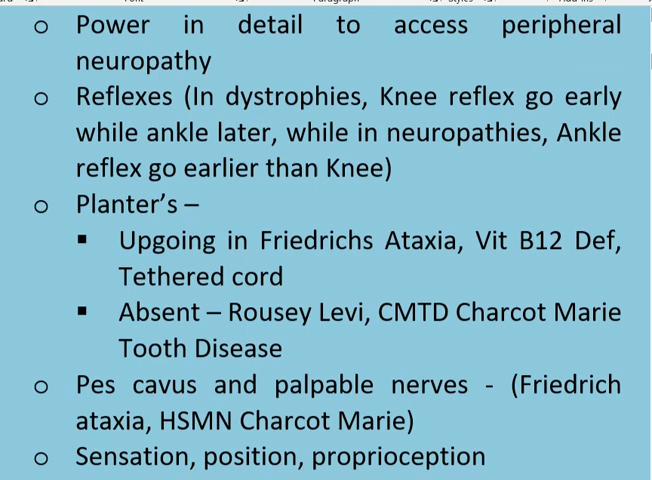 o Power in detail to access peripheral
neuropathy
o Reflexes (In dystrophies, Knee reflex go early
while ankle later, while in neuropathies, Ankle
reflex go earlier than Knee)
o Planter’s –
▪ Upgoing in Friedrichs Ataxia, Vit B12 Def,
Tethered cord
▪ Absent – Rousey Levi, CMTD Charcot Marie
Tooth Disease
o Pes cavus and palpable nerves - (Friedrich
ataxia, HSMN Charcot Marie)
o Sensation, position, proprioception